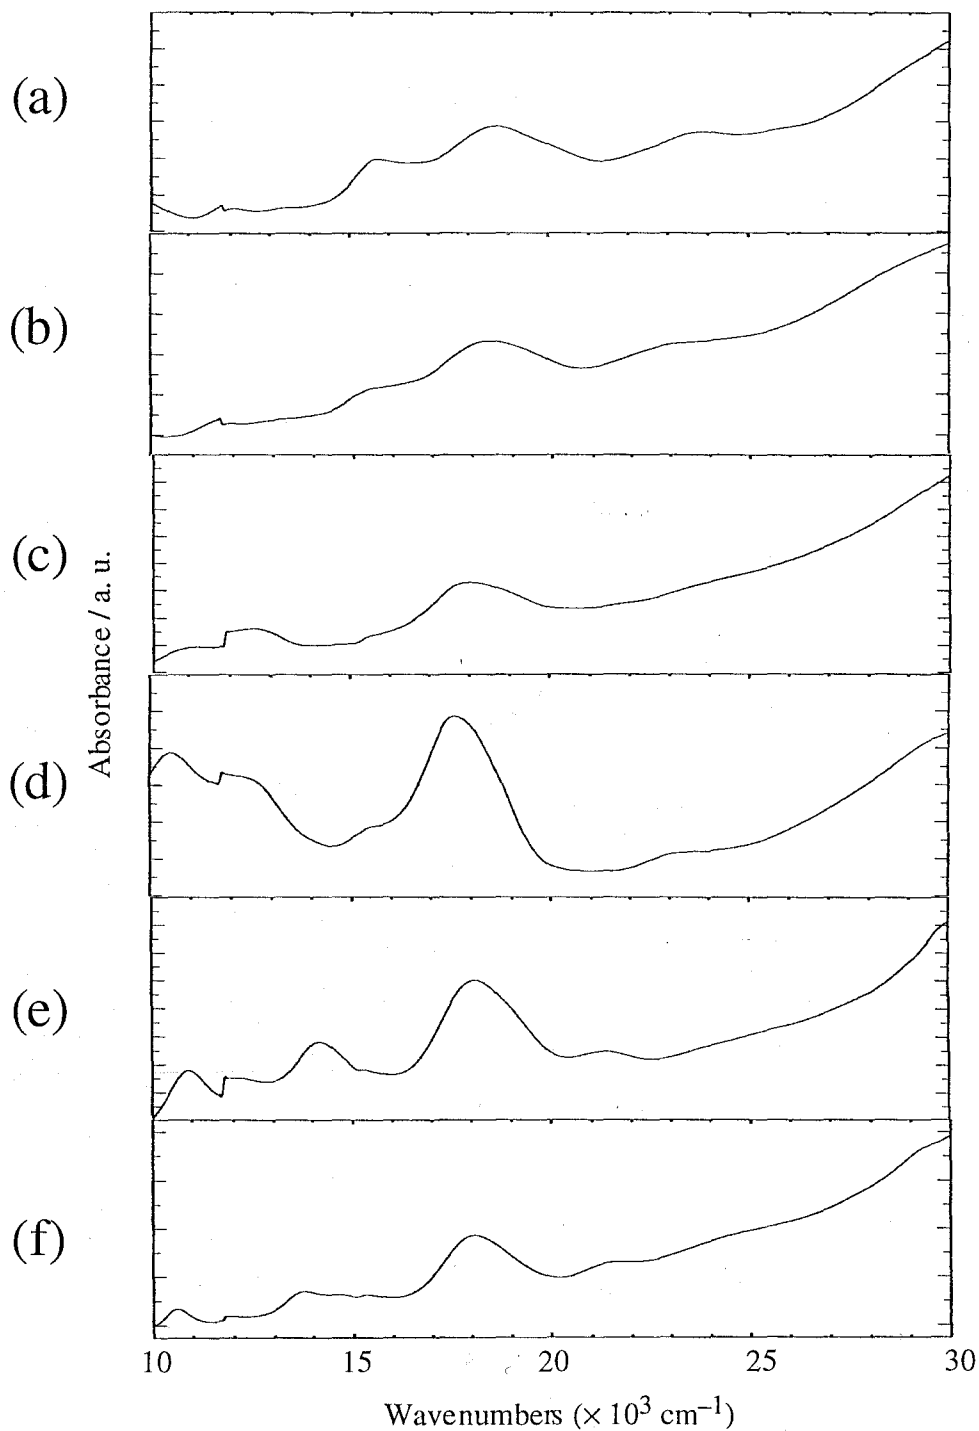 (a)
(b)
(c)
(d)
(e)
(f)
Absorbance / a. u.
10 15 20 25 30
Wavenumbers (× 10³ cm⁻¹)